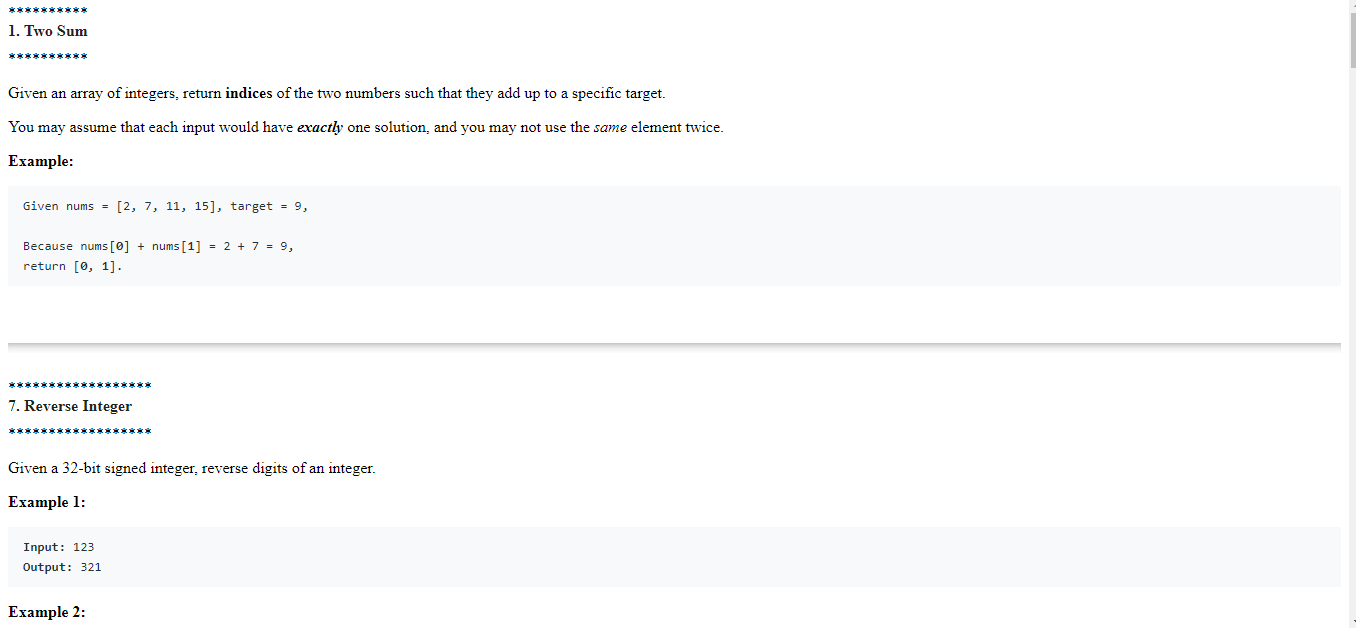 **********
1. Two Sum
**********
Given an array of integers, return indices of the two numbers such that they add up to a specific target.
You may assume that each input would have exactly one solution, and you may not use the same element twice.
Example:
Given nums = [2, 7, 11, 15], target = 9,
Because nums[0] + nums[1] = 2 + 7 = 9,
return [0, 1].
******************
7. Reverse Integer
******************
Given a 32-bit signed integer, reverse digits of an integer.
Example 1:
Input: 123
Output: 321
Example 2: